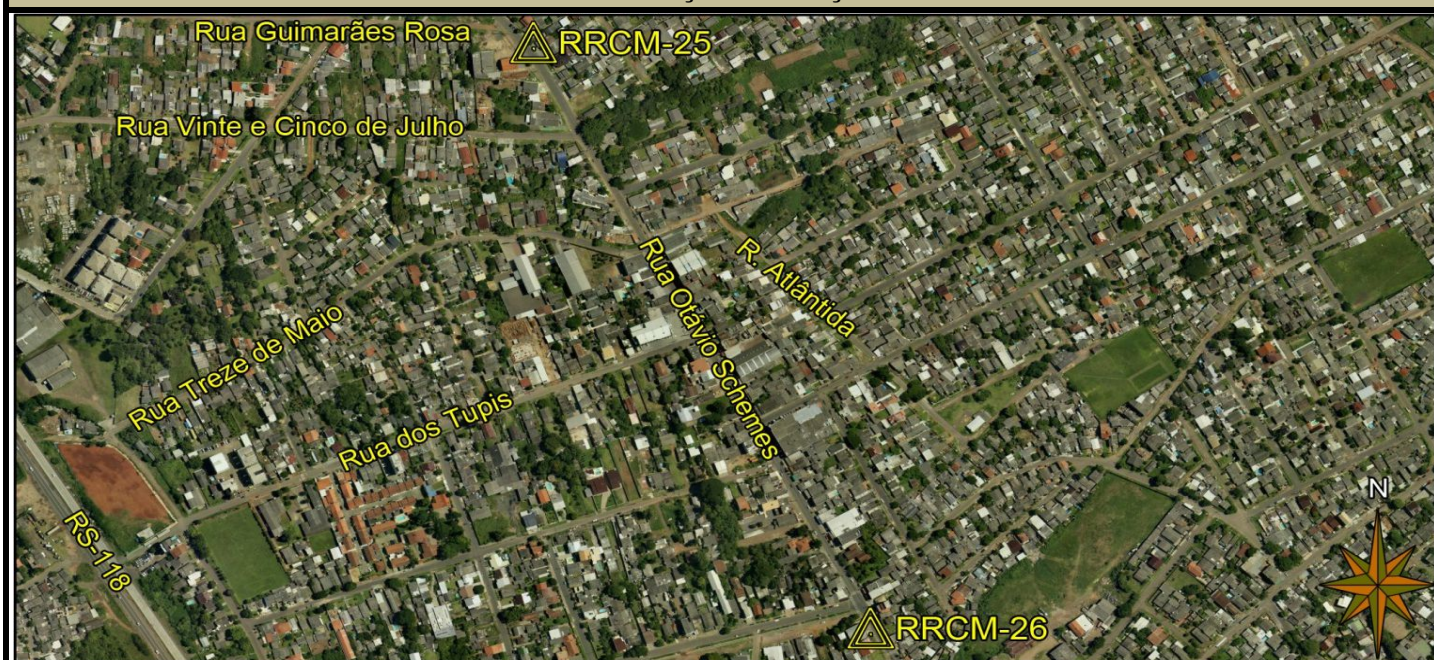 Rua Guimarães Rosa
RRCM-25
Rua Vinte e Cinco de Julho
R. Atlântida
Rua Otávio Schemes
Rua Treze de Maio
Rua dos Tupis
RS-118
N
RRCM-26